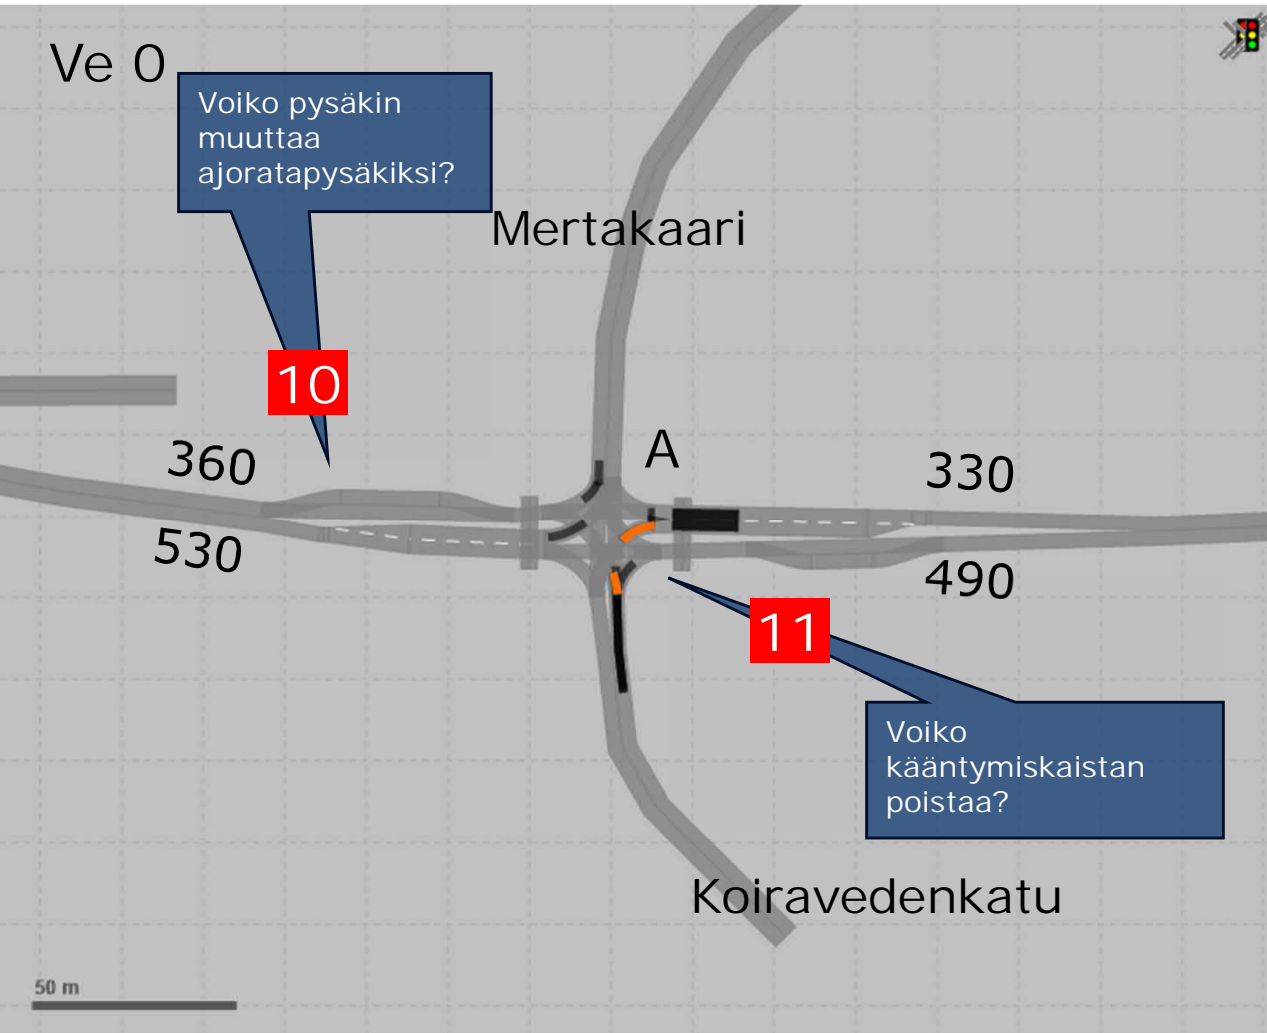 Ve 0
Voiko pysäkin
muuttaa
ajoratapysäkiksi?
Mertakaari
10
360
A
330
530
490
11
Voiko
kääntymiskaistan
poistaa?
Koiravedenkatu
50 m